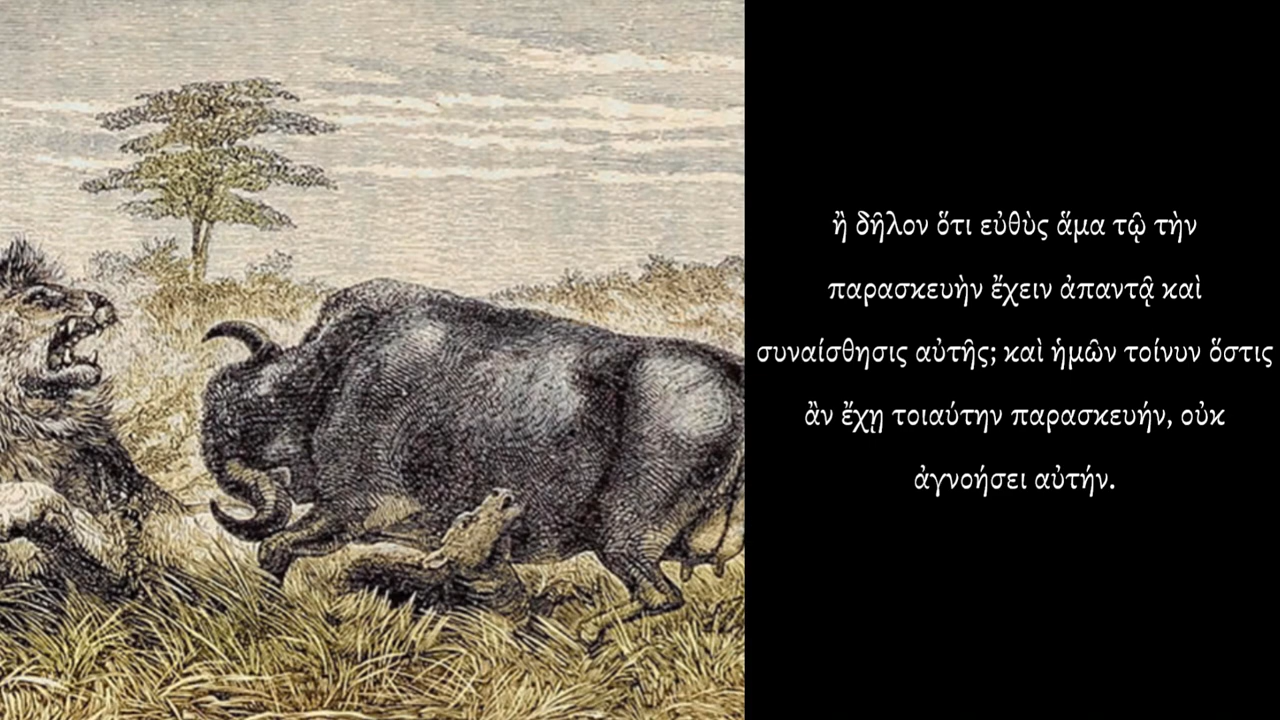 ἢ δῆλον ὅτι εὐθὺς ἅμα τῷ τὴν
παρασκευὴν ἔχειν ἀπαντᾷ καὶ
συναίσθησις αὐτῆς; καὶ ἡμῶν τοίνυν ὅστις
ἂν ἔχῃ τοιαύτην παρασκευήν, οὐκ
ἀγνοήσει αὐτήν.